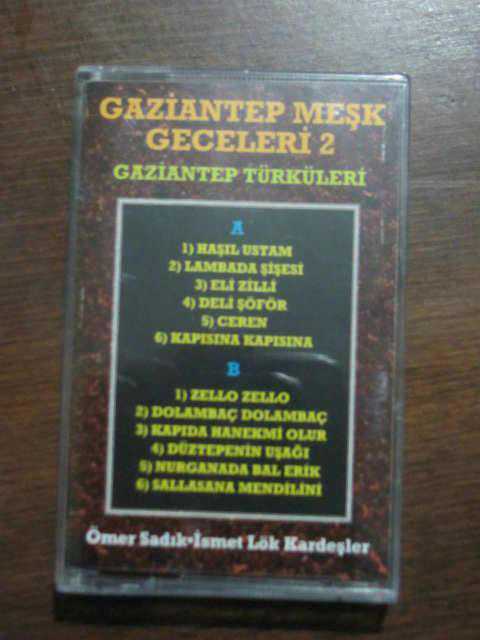 GAZİANTEP MEŞK
GECELERİ 2
GAZİANTEP TÜRKÜLERİ
A
1) HAŞIL USTAM
2) LAMBADA ŞİŞESİ
3) ELİ ZİLLİ
4) DELİ ŞÖFÖR
5) CEREN
6) KAPISINA KAPISINA
B
1) ZELLO ZELLO
2) DOLAMBAÇ DOLAMBAÇ
3) KAPIDA HANEKMİ OLUR
4) DÜZTEPENİN UŞAĞI
5) NURGANADA BAL ERİK
6) SALLASANA MENDİLİNİ
Ömer Sadık•İsmet Lök Kardeşler